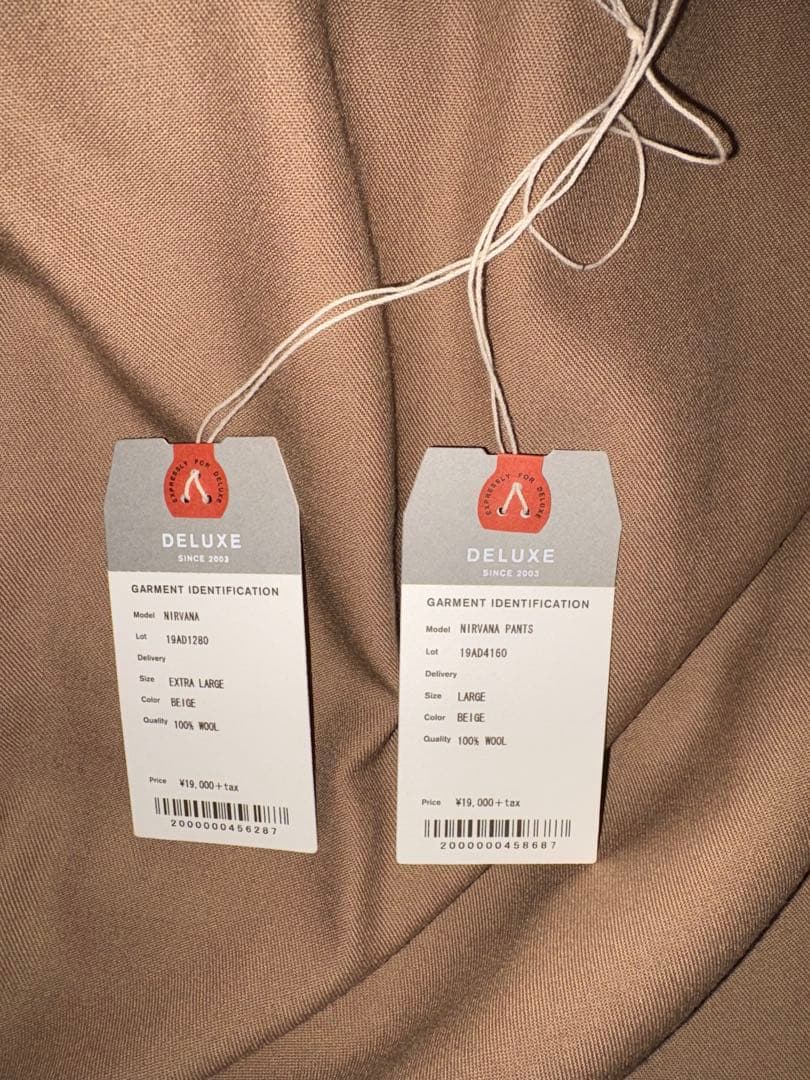 EXPRESSLY FOR DELUXE
DELUXE
SINCE 2003
GARMENT IDENTIFICATION
Model NIRVANA
Lot 19AD1280
Delivery
Size EXTRA LARGE
Color BEIGE
Quality 100% WOOL
Price ¥19,000+tax
2000000456287
EXPRESSLY FOR DELUXE
DELUXE
SINCE 2003
GARMENT IDENTIFICATION
Model NIRVANA PANTS
Lot 19AD4160
Delivery
Size LARGE
Color BEIGE
Quality 100% WOOL
Price ¥19,000+tax
2000000458687